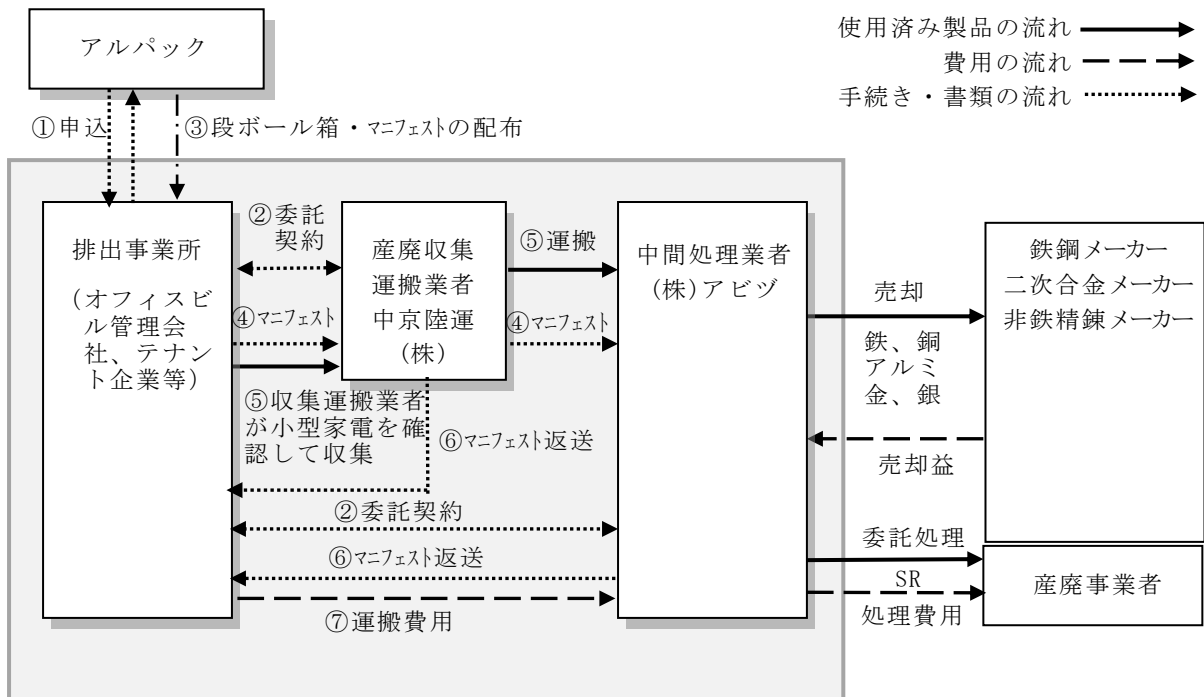 アルパック
使用済み製品の流れ
費用の流れ
手続き・書類の流れ
①申込
③段ボール箱・マニフェストの配布
排出事業所
(オフィスビ
ル管理会
社、テナン
ト企業等)
②委託
契約
産廃収集
運搬業者
中京陸運
(株)
⑤運搬
④マニフェスト
④マニフェスト
⑤収集運搬業者
が小型家電を確
認して収集
⑥マニフェスト返送
②委託契約
⑥マニフェスト返送
⑦運搬費用
中間処理業者
(株)アビヅ
売却
鉄、銅
アルミ
金、銀
売却益
鉄鋼メーカー
二次合金メーカー
非鉄精錬メーカー
委託処理
SR
処理費用
産廃事業者